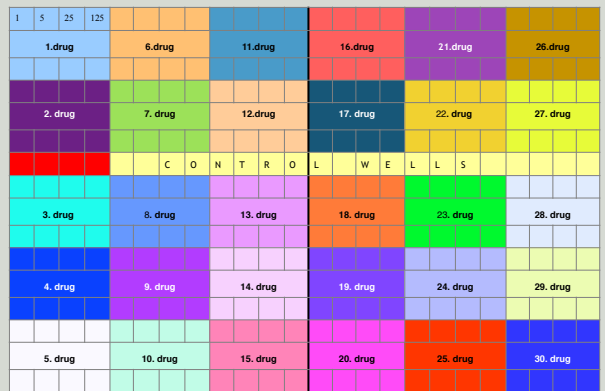 1 5 25 125
1.drug 6.drug 11.drug 16.drug 21.drug 26.drug
2. drug 7. drug 12.drug 17. drug 22. drug 27. drug
C O N T R O L W E L L S
3. drug 8. drug 13. drug 18. drug 23. drug 28. drug
4. drug 9. drug 14. drug 19. drug 24. drug 29. drug
5. drug 10. drug 15. drug 20. drug 25. drug 30. drug